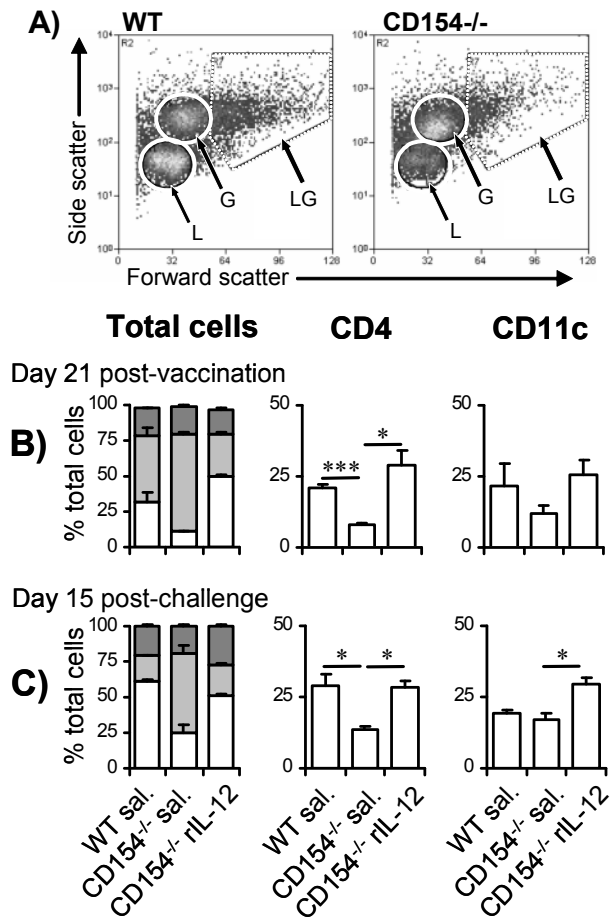 A)
WT
CD154-/-
R2
R7
R2
R7
Side scatter
10⁴
10³
10²
10¹
10⁰
10⁴
10³
10²
10¹
10⁰
L
G
LG
L
G
LG
0 32 64 96 128
0 32 64 96 128
Forward scatter
Total cells
CD4
CD11c
Day 21 post-vaccination
B)
% total cells
100
75
50
25
0
50
25
0
***
*
50
25
0
Day 15 post-challenge
C)
% total cells
100
75
50
25
0
50
25
0
*
*
50
25
0
*
WT sal.
CD154⁻/⁻ sal.
CD154⁻/⁻ rIL-12
WT sal.
CD154⁻/⁻ sal.
CD154⁻/⁻ rIL-12
WT sal.
CD154⁻/⁻ sal.
CD154⁻/⁻ rIL-12